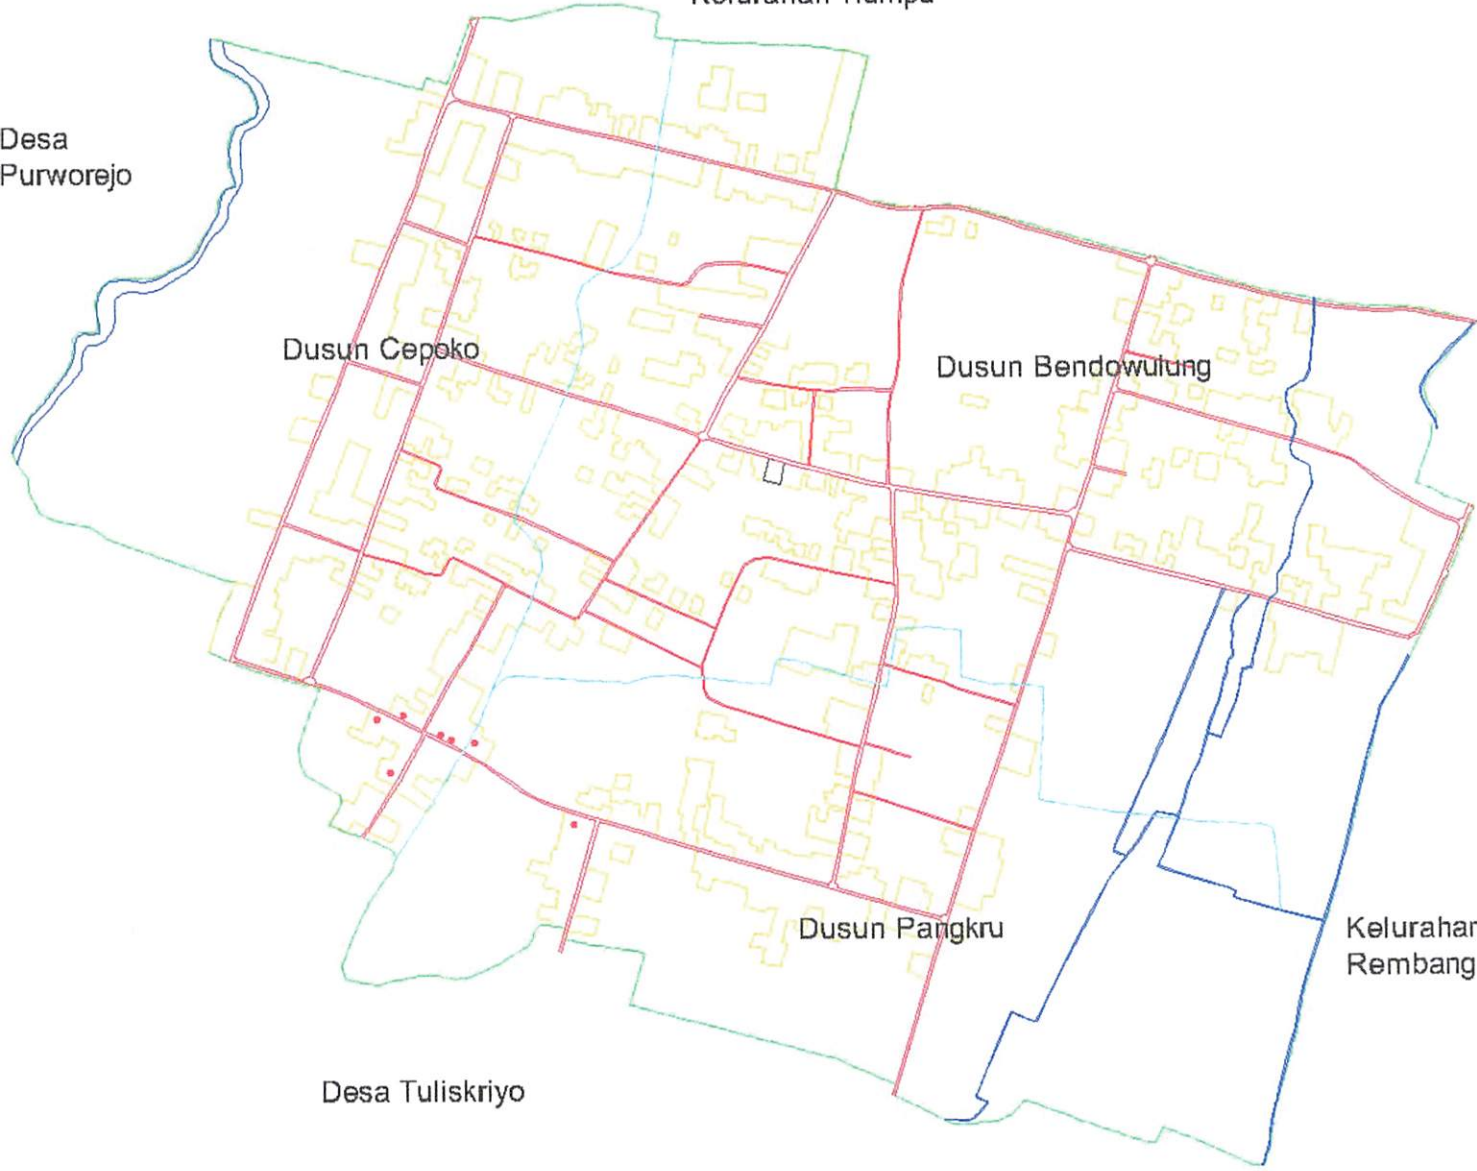 Desa
Purworejo
Dusun Cepoko
Dusun Bendowulung
Dusun Pangkru
Kelurahan
Rembang
Desa Tuliskriyo